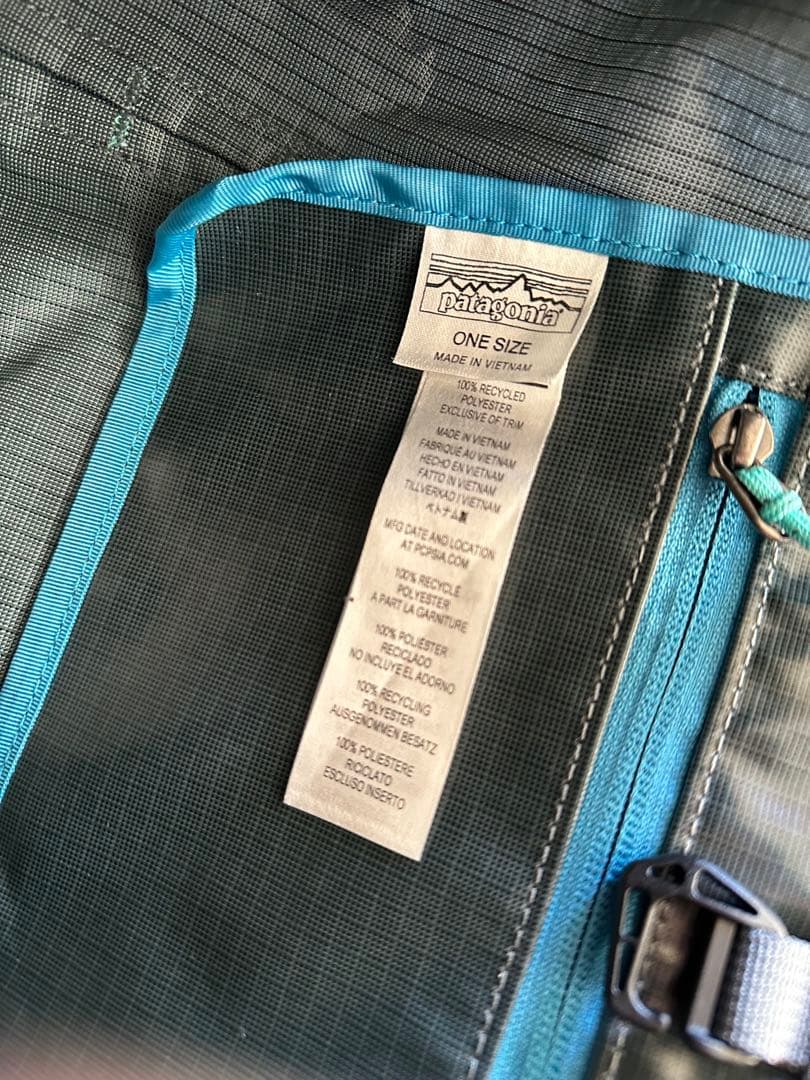 patagonia
ONE SIZE
MADE IN VIETNAM
100% RECYCLED
POLYESTER
EXCLUSIVE OF TRIM
MADE IN VIETNAM
FABRIQUÉ AU VIETNAM
HECHO EN VIETNAM
FATTO IN VIETNAM
TILLVERKAD I VIETNAM
ベトナム製
MFG DATE AND LOCATION
AT PCPSIA.COM
100% RECYCLÉ
POLYESTER
A PART LA GARNITURE
100% POLIÉSTER
RECICLADO
NO INCLUYE EL ADORNO
100% RECYCLING
POLYESTER
AUSGENOMMEN BESATZ
100% POLIESTERE
RICICLATO
ESCLUSO INSERTO